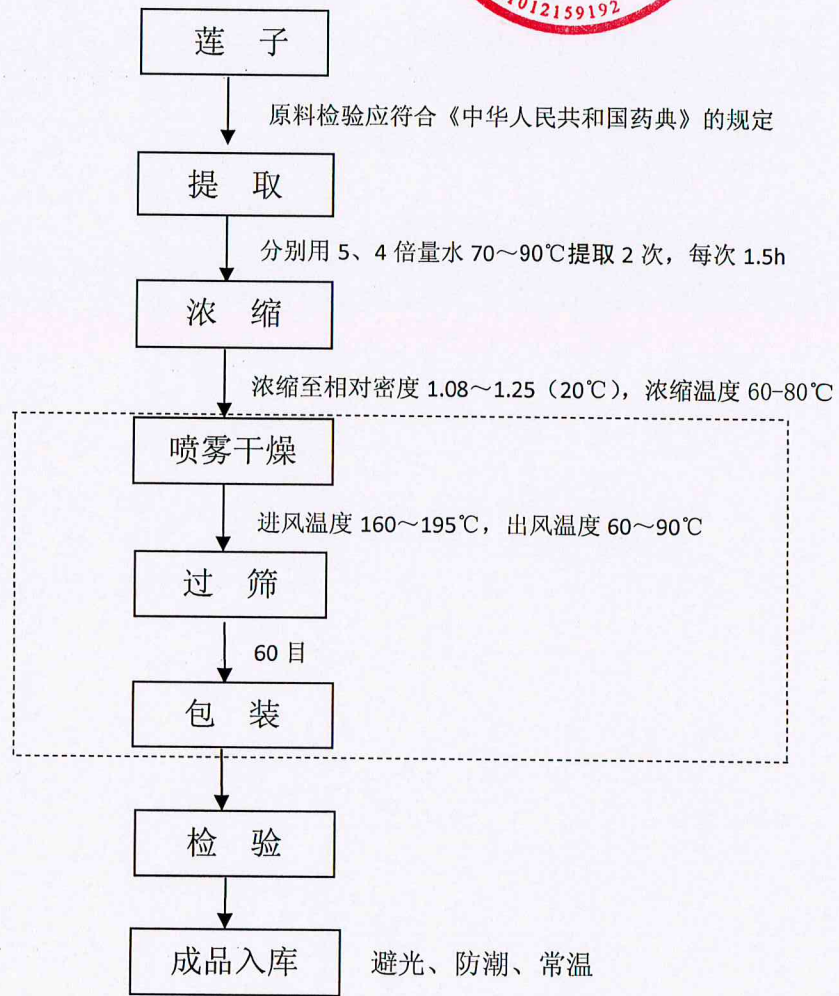 1012159192
莲 子
原料检验应符合《中华人民共和国药典》的规定
提 取
分别用 5、4 倍量水 70～90℃提取 2 次，每次 1.5h
浓 缩
浓缩至相对密度 1.08～1.25（20℃），浓缩温度 60-80℃
喷雾干燥
进风温度 160～195℃，出风温度 60～90℃
过 筛
60 目
包 装
检 验
成品入库 避光、防潮、常温